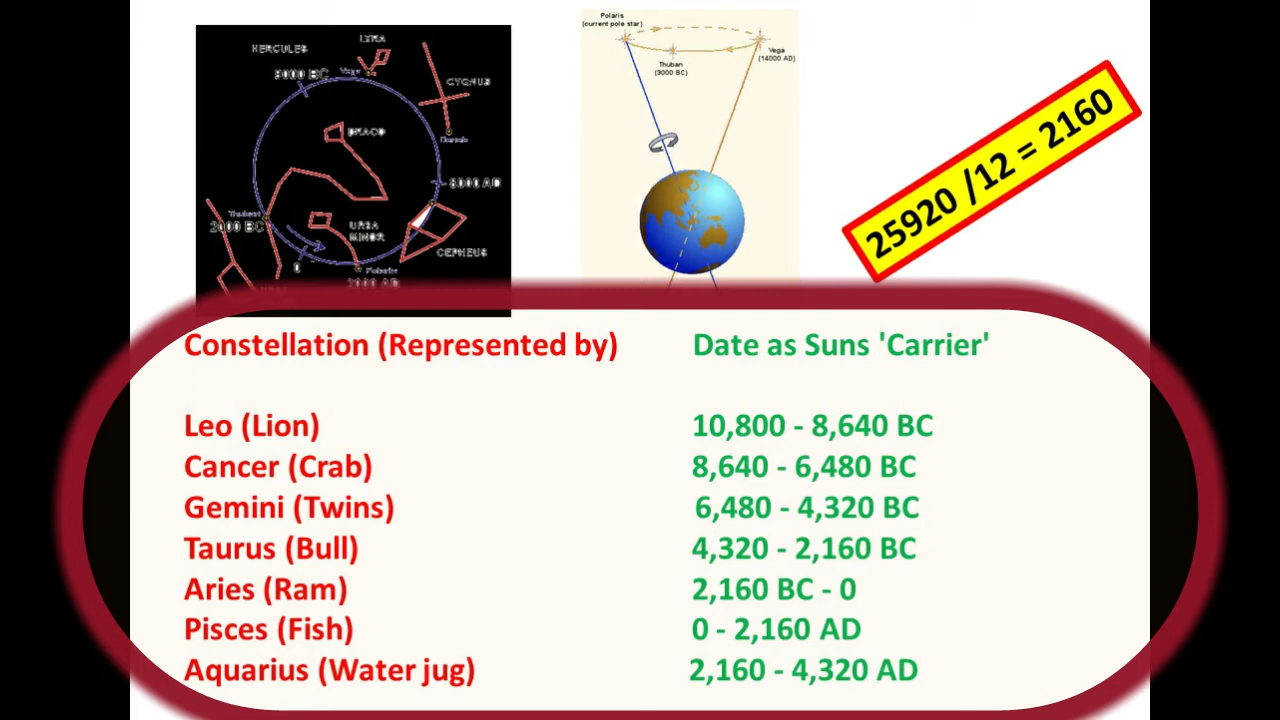 HERCULES
LYRA
8000 BC
Vega
CYGNUS
DRACO
Deneb
8000 AD
Thuban
2000 BC
URSA
MINOR
CEPHEUS
0
Polaris
2000 AD
Polaris
(current pole star)
Thuban
(3000 BC)
Vega
(14000 AD)
25920 /12 = 2160
Constellation (Represented by) Date as Suns 'Carrier'
Leo (Lion) 10,800 - 8,640 BC
Cancer (Crab) 8,640 - 6,480 BC
Gemini (Twins) 6,480 - 4,320 BC
Taurus (Bull) 4,320 - 2,160 BC
Aries (Ram) 2,160 BC - 0
Pisces (Fish) 0 - 2,160 AD
Aquarius (Water jug) 2,160 - 4,320 AD